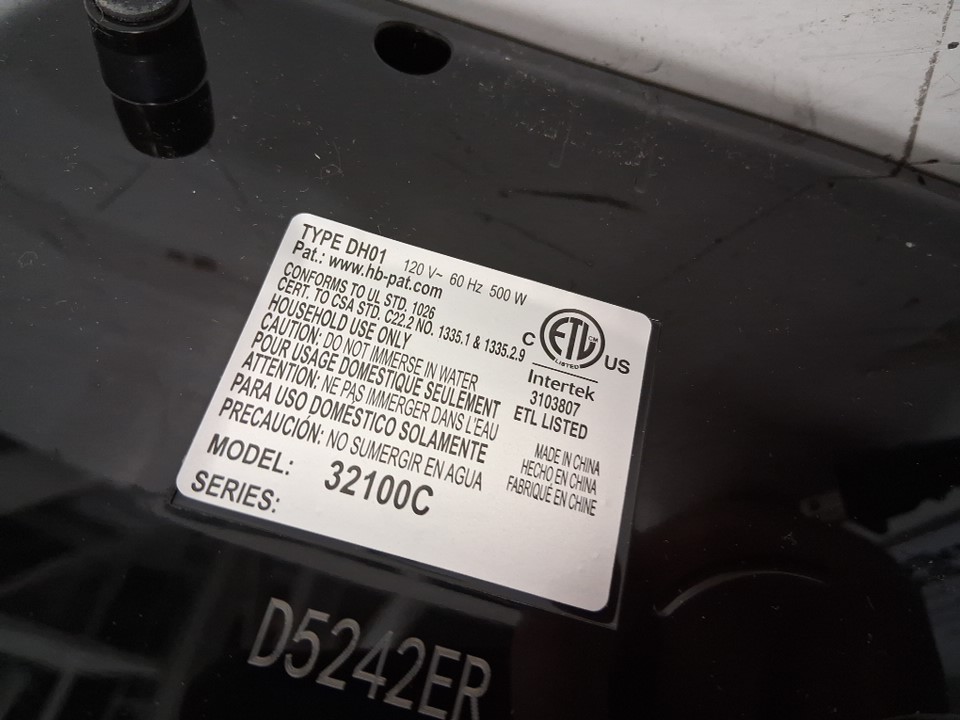 TYPE DH01 120 V~ 60 Hz 500 W
Pat.: www.hb-pat.com
CONFORMS TO UL STD. 1026
CERT. TO CSA STD. C22.2 NO. 1335.1 & 1335.2.9
HOUSEHOLD USE ONLY
CAUTION: DO NOT IMMERSE IN WATER
POUR USAGE DOMESTIQUE SEULEMENT
ATTENTION: NE PAS IMMERGER DANS L'EAU
PARA USO DOMÉSTICO SOLAMENTE
PRECAUCIÓN: NO SUMERGIR EN AGUA
MODEL: 32100C
SERIES:
C ETL CM US
LISTED
Intertek
3103807
ETL LISTED
MADE IN CHINA
HECHO EN CHINA
FABRIQUÉ EN CHINE
D5242ER